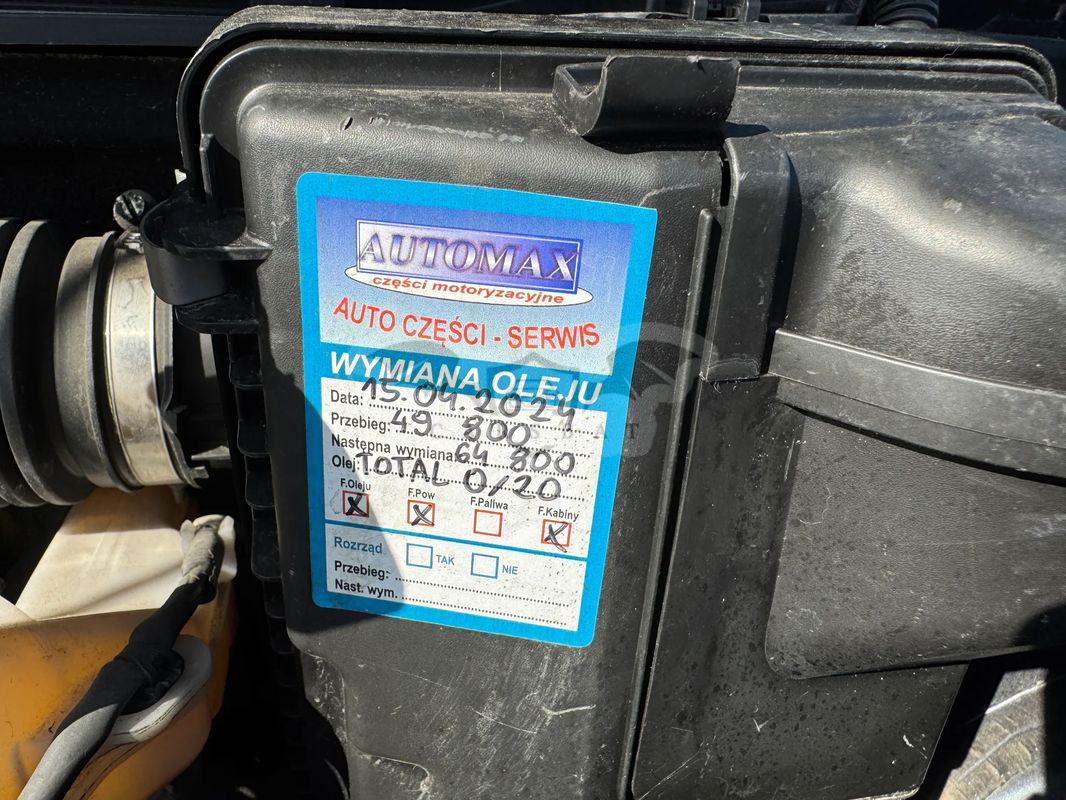 AUTOMAX
części motoryzacyjne
AUTO CZĘŚCI - SERWIS
WYMIANA OLEJU
Data: 15.04.2024
Przebieg: 49 800
Następna wymiana: 64 800
Olej: TOTAL 0/20
F.Oleju F.Pow F.Paliwa F.Kabiny
X X X
Rozrząd TAK NIE
Przebieg:
Nast. wym.